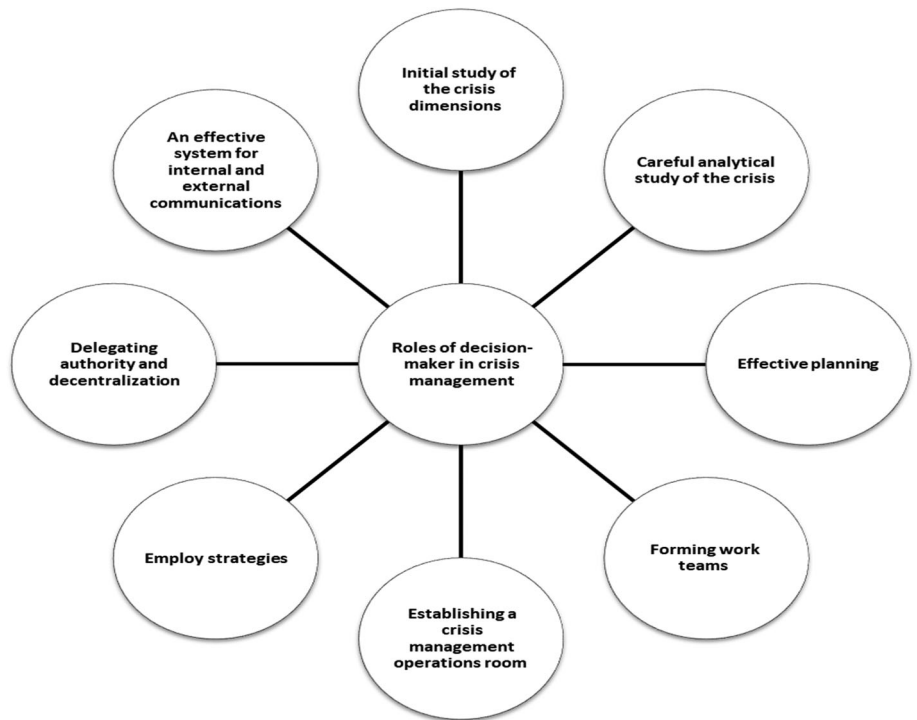 Initial study of
the crisis
dimensions
An effective
system for
internal and
external
communications
Careful analytical
study of the crisis
Delegating
authority and
decentralization
Roles of decision-
maker in crisis
management
Effective planning
Employ strategies
Forming work
teams
Establishing a
crisis
management
operations room